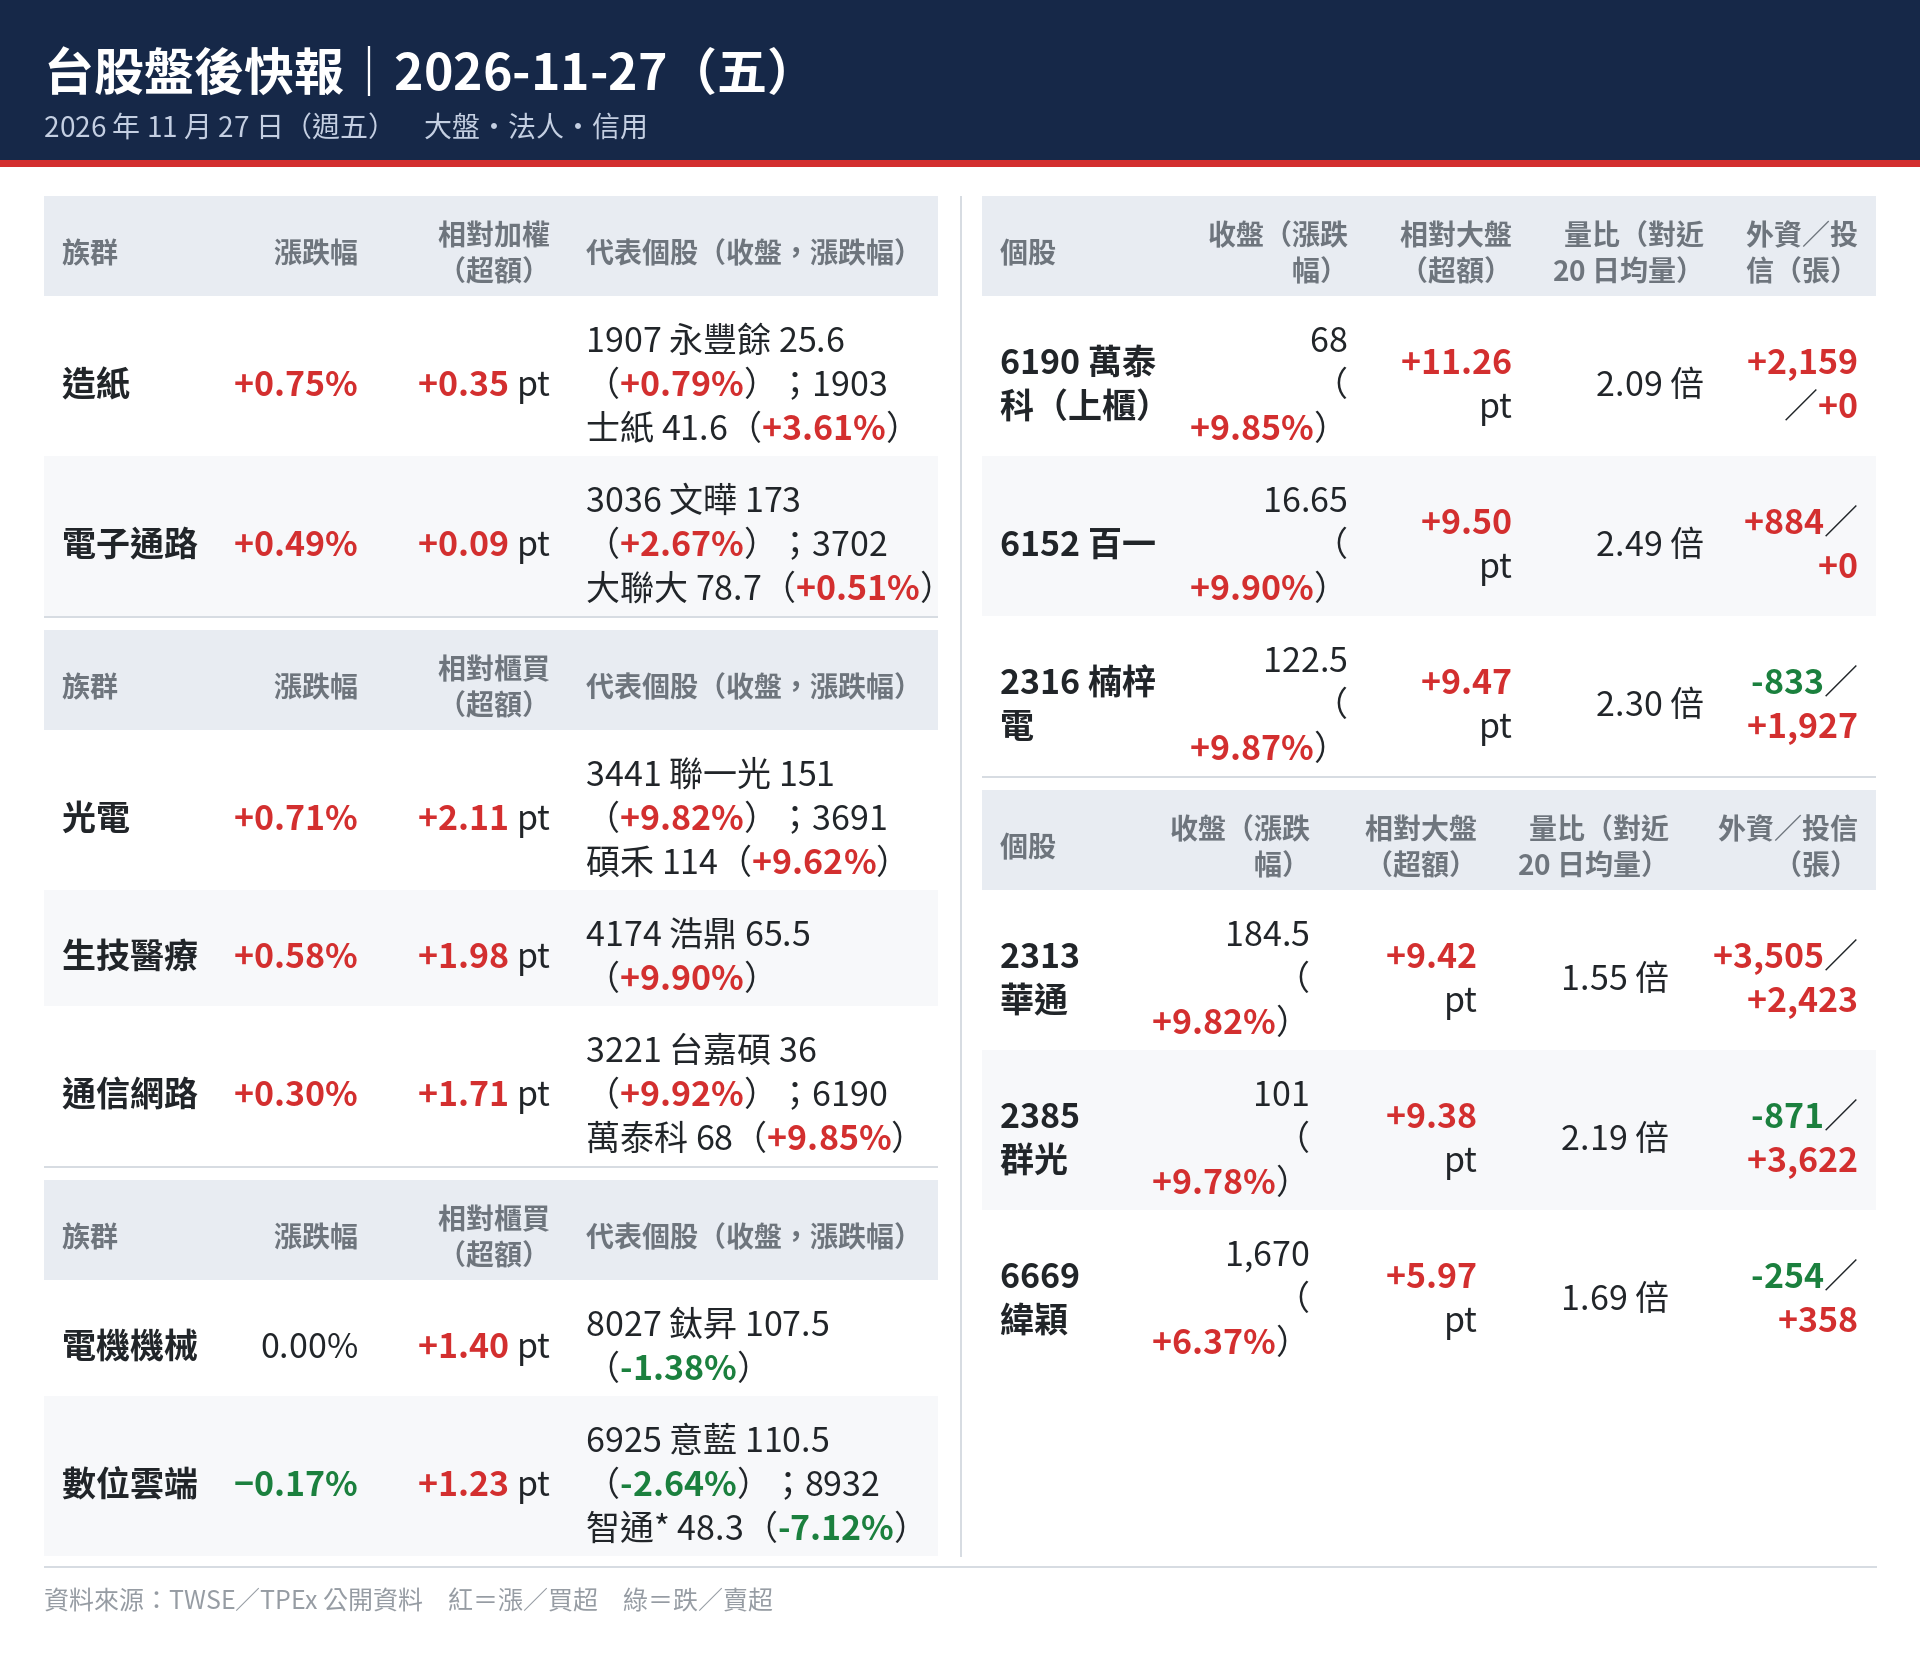 台股盤後快報｜2026-11-27（五）
2026 年 11 月 27 日（週五）　大盤・法人・信用
族群 漲跌幅 相對加權（超額） 代表個股（收盤，漲跌幅）
造紙 +0.75% +0.35 pt 1907 永豐餘 25.6（+0.79%）；1903 士紙 41.6（+3.61%）
電子通路 +0.49% +0.09 pt 3036 文曄 173（+2.67%）；3702 大聯大 78.7（+0.51%）
族群 漲跌幅 相對櫃買（超額） 代表個股（收盤，漲跌幅）
光電 +0.71% +2.11 pt 3441 聯一光 151（+9.82%）；3691 碩禾 114（+9.62%）
生技醫療 +0.58% +1.98 pt 4174 浩鼎 65.5（+9.90%）
通信網路 +0.30% +1.71 pt 3221 台嘉碩 36（+9.92%）；6190 萬泰科 68（+9.85%）
族群 漲跌幅 相對櫃買（超額） 代表個股（收盤，漲跌幅）
電機機械 0.00% +1.40 pt 8027 鈦昇 107.5（-1.38%）
數位雲端 −0.17% +1.23 pt 6925 意藍 110.5（-2.64%）；8932 智通* 48.3（-7.12%）
個股 收盤（漲跌幅） 相對大盤（超額） 量比（對近 20 日均量） 外資／投信（張）
6190 萬泰科（上櫃） 68（+9.85%） +11.26 pt 2.09 倍 +2,159／+0
6152 百一 16.65（+9.90%） +9.50 pt 2.49 倍 +884／+0
2316 楠梓電 122.5（+9.87%） +9.47 pt 2.30 倍 -833／+1,927
個股 收盤（漲跌幅） 相對大盤（超額） 量比（對近 20 日均量） 外資／投信（張）
2313 華通 184.5（+9.82%） +9.42 pt 1.55 倍 +3,505／+2,423
2385 群光 101（+9.78%） +9.38 pt 2.19 倍 -871／+3,622
6669 緯穎 1,670（+6.37%） +5.97 pt 1.69 倍 -254／+358
資料來源：TWSE／TPEx 公開資料　紅＝漲／買超　綠＝跌／賣超